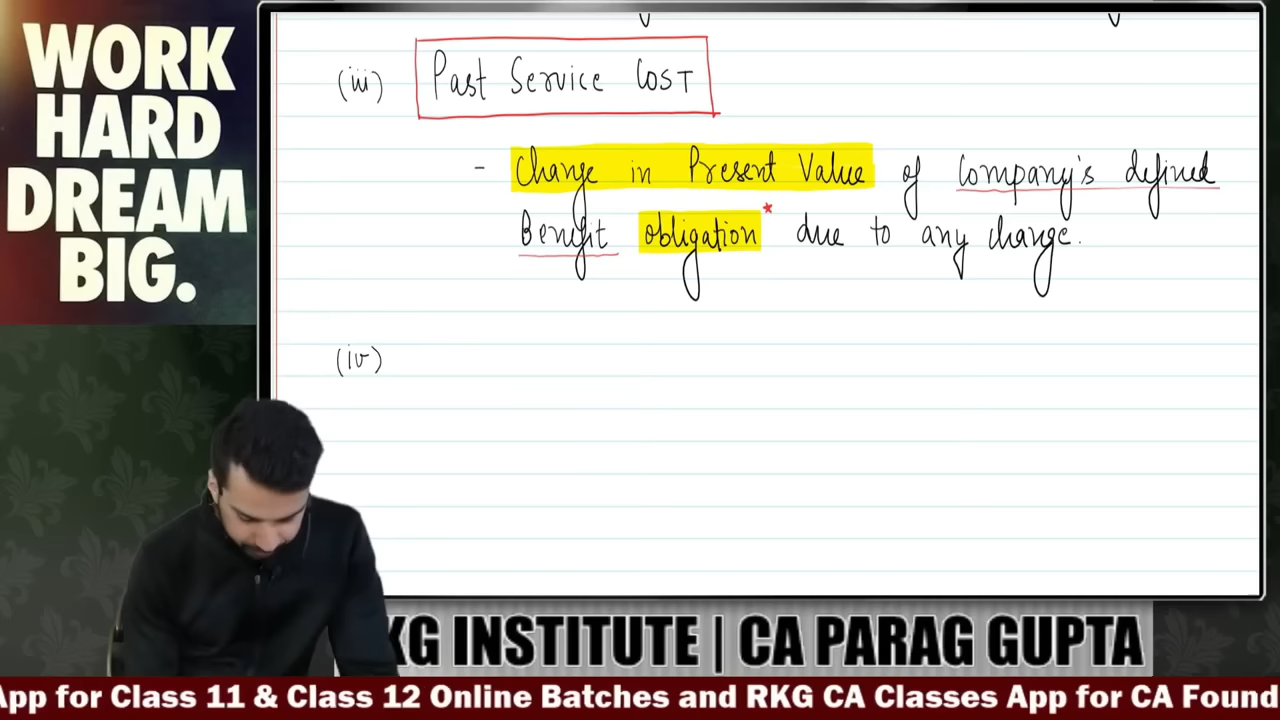 WORK
HARD
DREAM
BIG.
(iii) Past Service COST
- Change in Present Value of Company's defined
Benefit obligation* due to any change.
(iv)
KG INSTITUTE | CA PARAG GUPTA
App for Class 11 & Class 12 Online Batches and RKG CA Classes App for CA Found